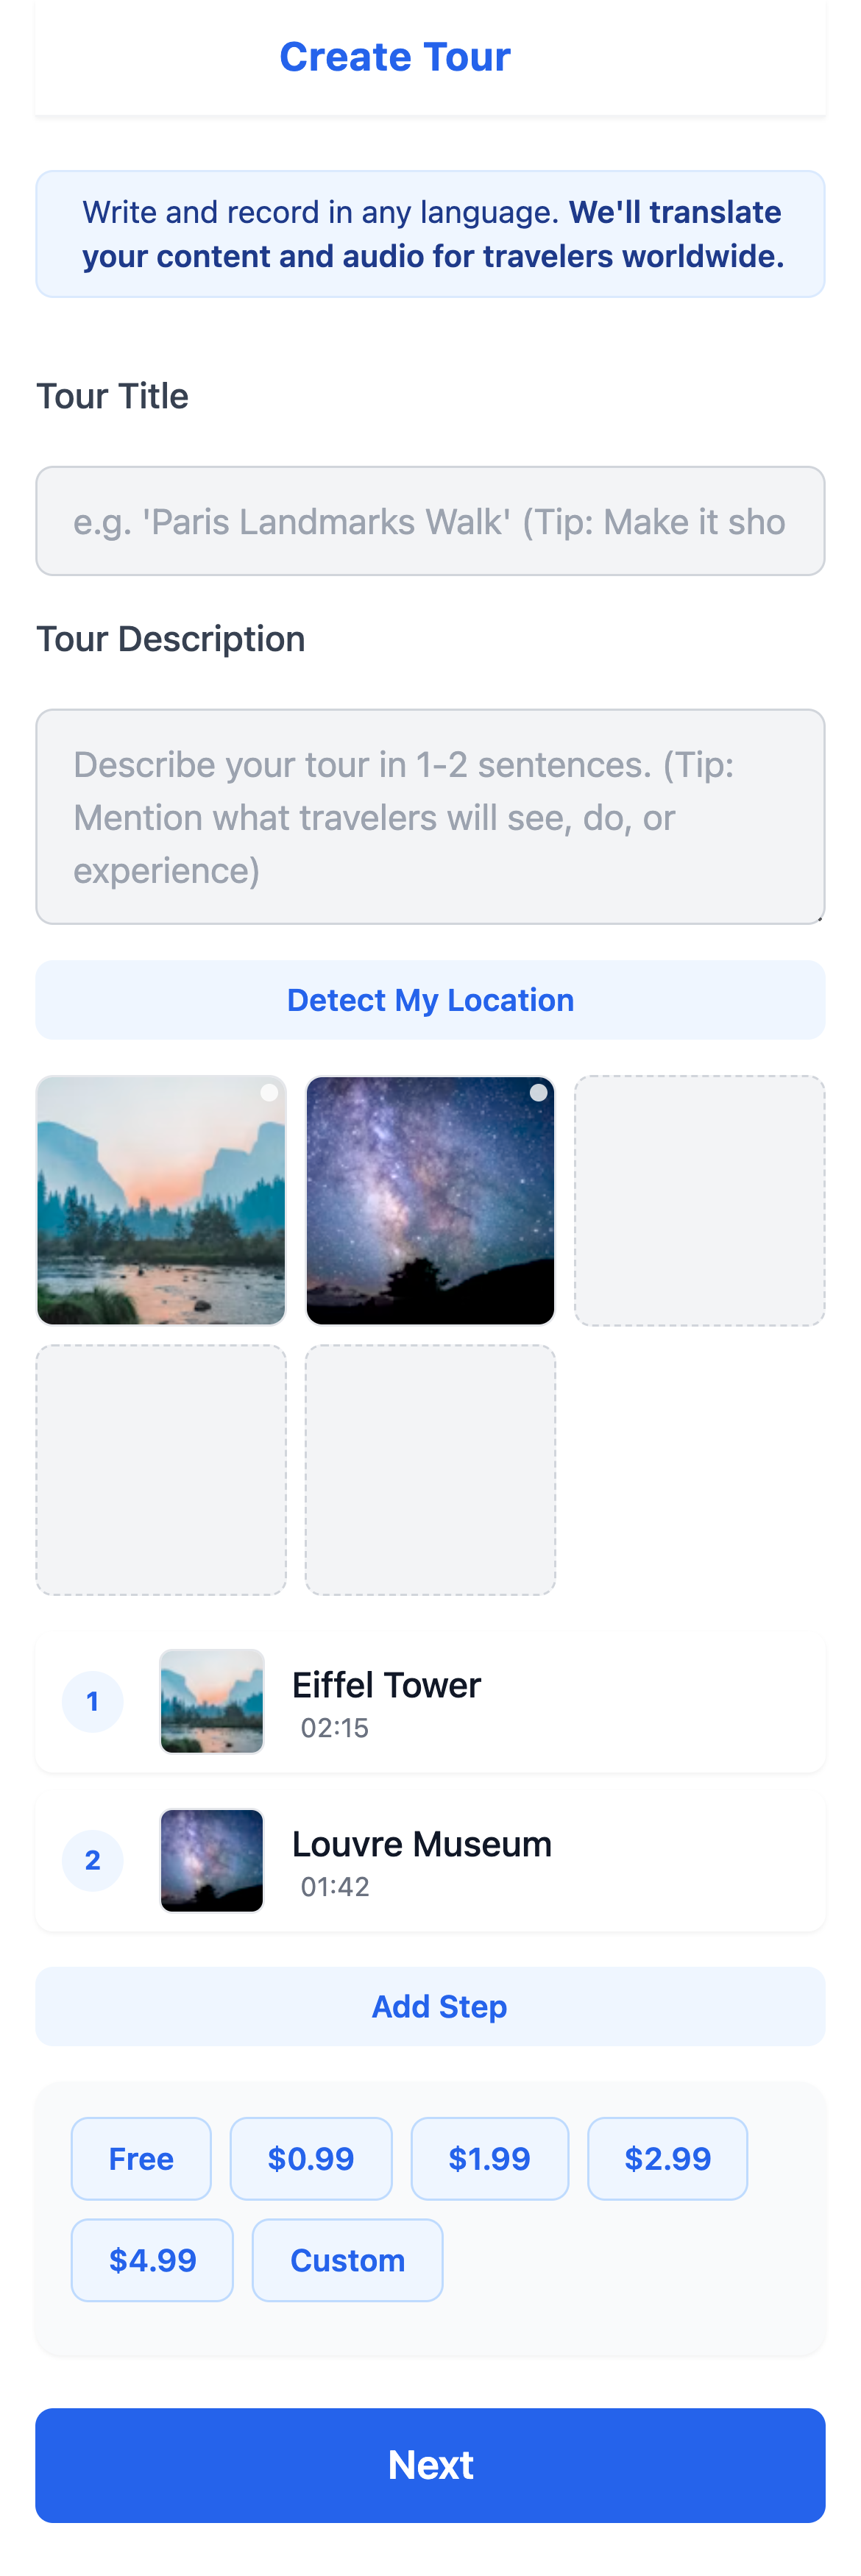 Create Tour
Write and record in any language. We'll translate
your content and audio for travelers worldwide.
Tour Title
e.g. 'Paris Landmarks Walk' (Tip: Make it sho
Tour Description
Describe your tour in 1-2 sentences. (Tip:
Mention what travelers will see, do, or
experience)
Detect My Location
1
Eiffel Tower
02:15
2
Louvre Museum
01:42
Add Step
Free
$0.99
$1.99
$2.99
$4.99
Custom
Next